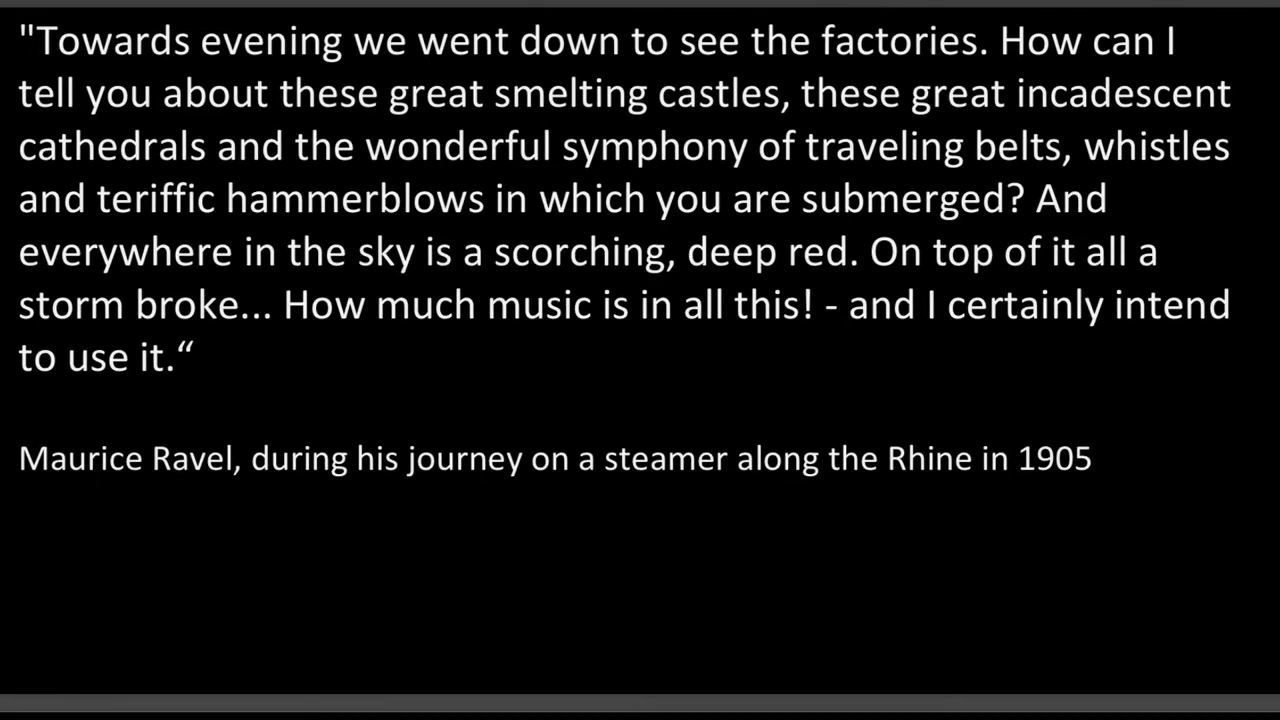 "Towards evening we went down to see the factories. How can I
tell you about these great smelting castles, these great incadescent
cathedrals and the wonderful symphony of traveling belts, whistles
and teriffic hammerblows in which you are submerged? And
everywhere in the sky is a scorching, deep red. On top of it all a
storm broke... How much music is in all this! - and I certainly intend
to use it.“
Maurice Ravel, during his journey on a steamer along the Rhine in 1905